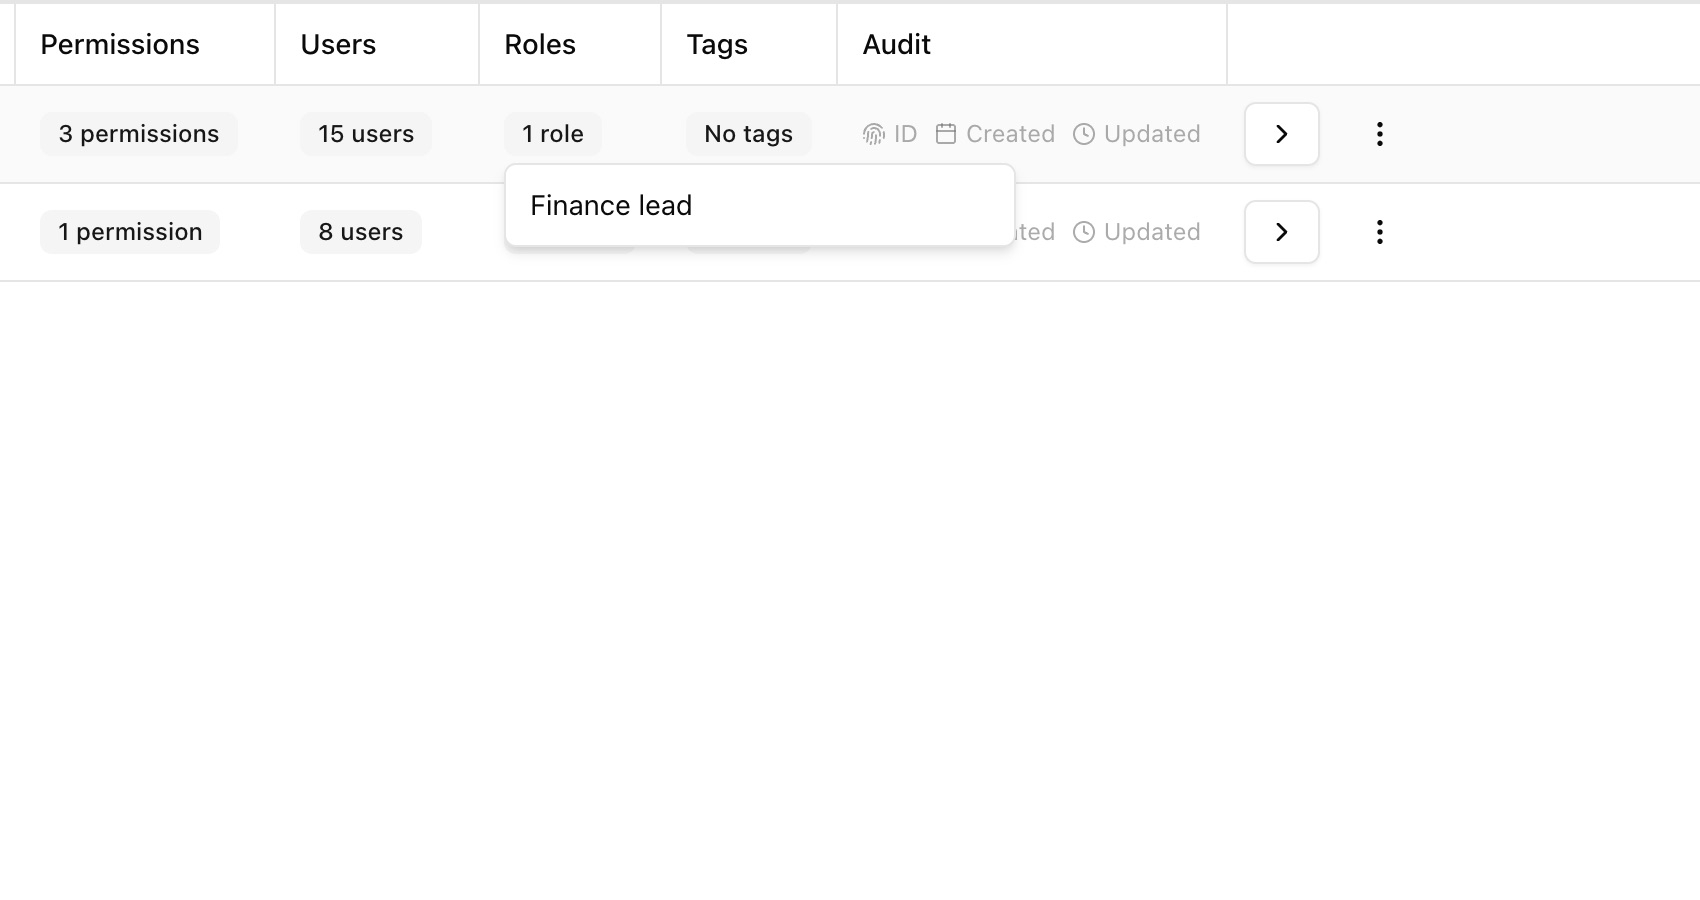 Permissions Users Roles Tags Audit
3 permissions 15 users 1 role No tags ID Created Updated
Finance lead
1 permission 8 users Updated